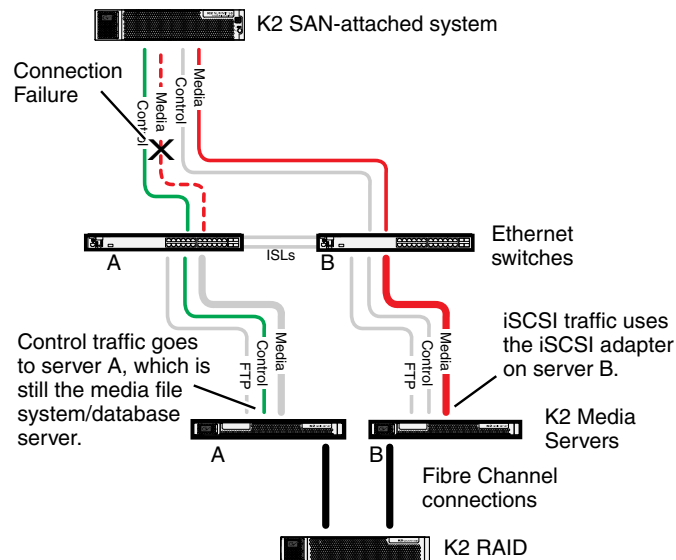 K2 SAN-attached system
Connection
Failure
Control
Media
Control
Media
Ethernet
switches
A
ISLs
B
Control traffic goes
to server A, which is
still the media file
system/database
server.
FTP
Control
Media
FTP
Control
Media
iSCSI traffic uses
the iSCSI adapter
on server B.
K2 Media
Servers
A
B
Fibre Channel
connections
K2 RAID